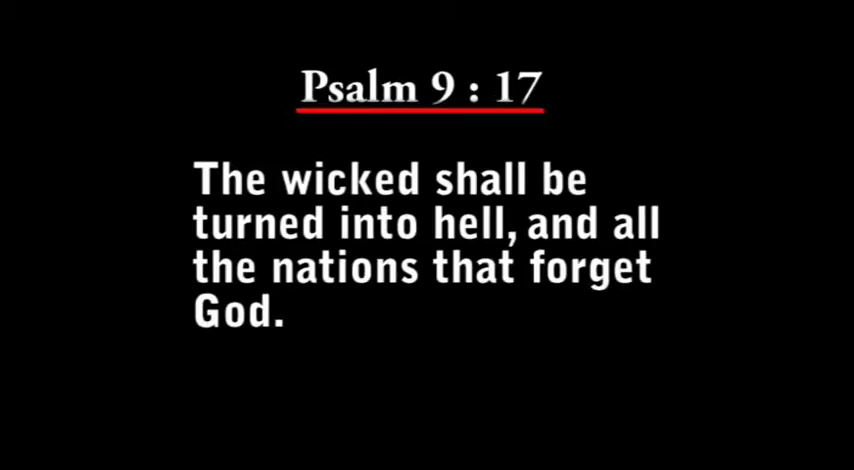 Psalm 9 : 17
The wicked shall be
turned into hell, and all
the nations that forget
God.